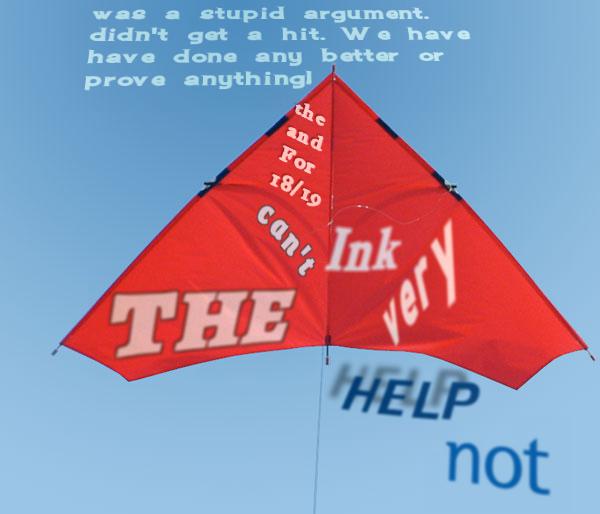 was a stupid argument.
didn't get a hit. We have
have done any better or
prove anything!
the
and
For
18/19
can't
Ink
very
THE
HELP
not